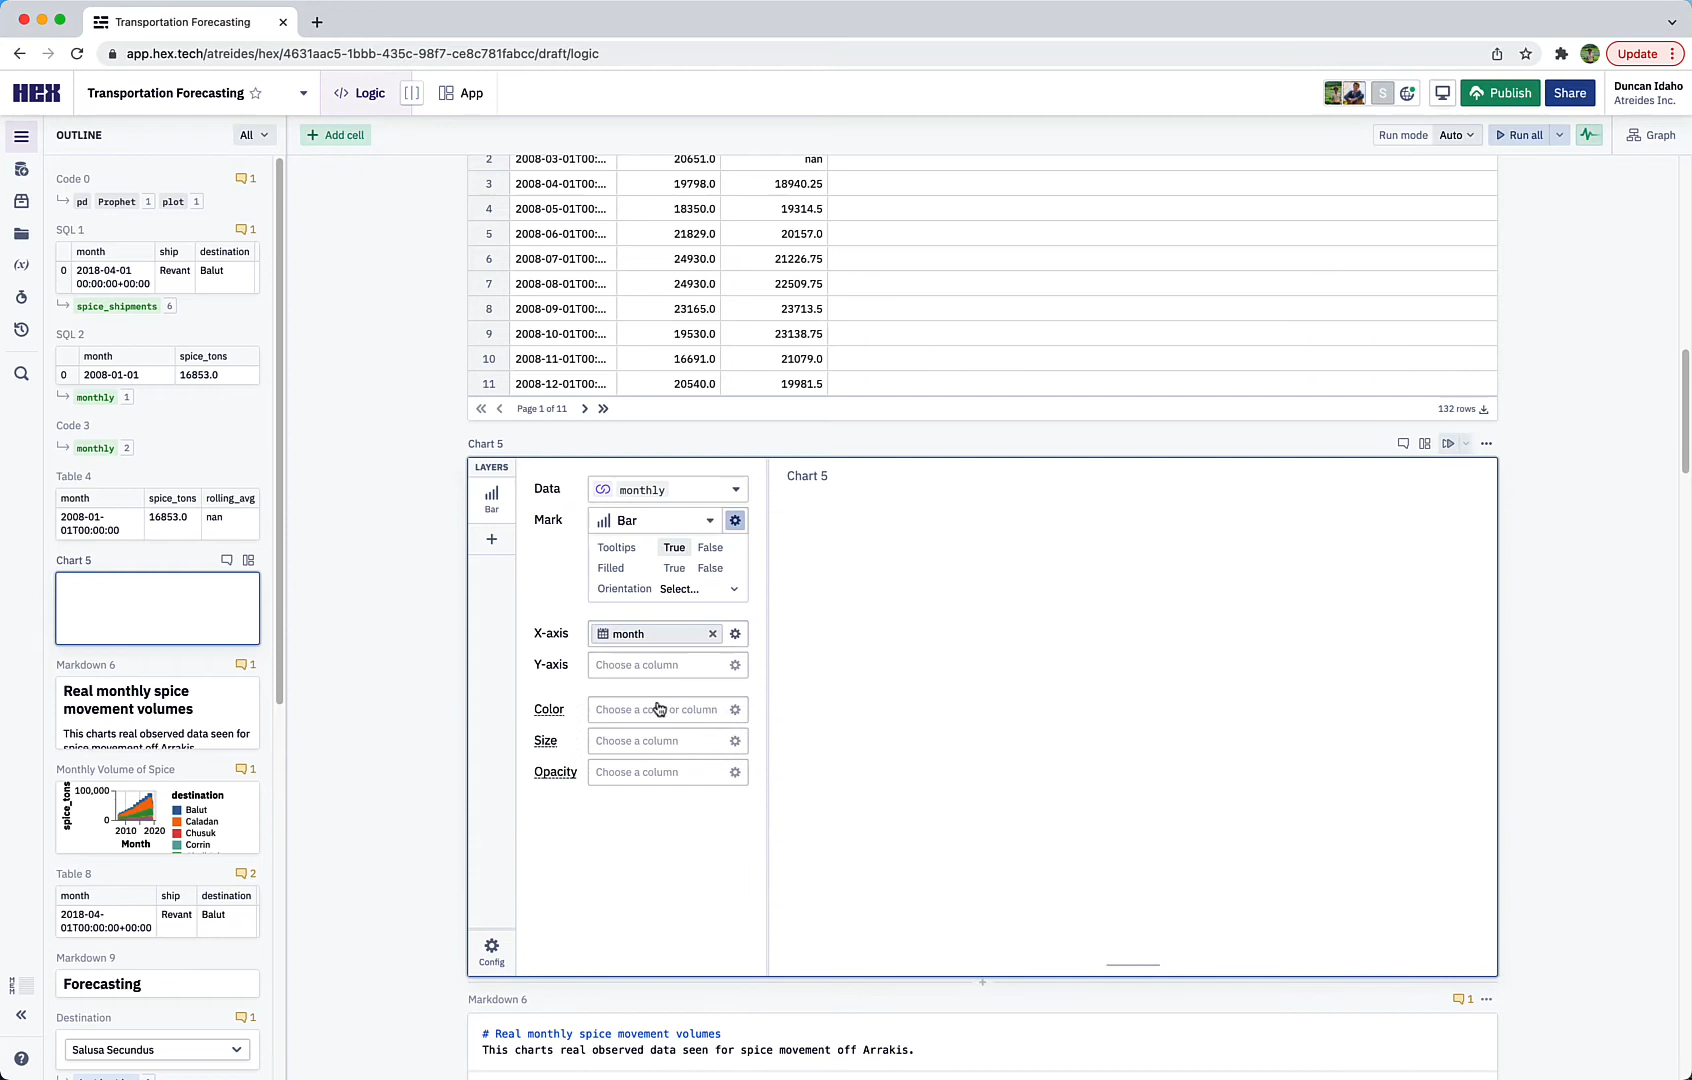 Transportation Forecasting
app.hex.tech/atreides/hex/4631aac5-1bbb-435c-98f7-ce8c781fabcc/draft/logic
Update
HEX
Transportation Forecasting
</> Logic
App
S
Publish
Share
Duncan Idaho
Atreides Inc.
OUTLINE
All
+ Add cell
Run mode Auto
Run all
Graph
Code 0
1
pd Prophet 1 plot 1
SQL 1
1
month ship destination
0 2018-04-01 Revant Balut
00:00:00+00:00
spice_shipments 6
SQL 2
month spice_tons
0 2008-01-01 16853.0
monthly 1
Code 3
monthly 2
Table 4
month spice_tons rolling_avg
2008-01- 16853.0 nan
01T00:00:00
Chart 5
Markdown 6
1
Real monthly spice
movement volumes
This charts real observed data seen for
spice movement off Arrakis.
Monthly Volume of Spice
1
spice_tons
100,000
0
2010 2020
Month
destination
Balut
Caladan
Chusuk
Corrin
Table 8
2
month ship destination
2018-04- Revant Balut
01T00:00:00+00:00
Markdown 9
Forecasting
Destination
1
Salusa Secundus
(x)
2 2008-03-01T00:... 20651.0 nan
3 2008-04-01T00:... 19798.0 18940.25
4 2008-05-01T00:... 18350.0 19314.5
5 2008-06-01T00:... 21829.0 20157.0
6 2008-07-01T00:... 24930.0 21226.75
7 2008-08-01T00:... 24930.0 22509.75
8 2008-09-01T00:... 23165.0 23713.5
9 2008-10-01T00:... 19530.0 23138.75
10 2008-11-01T00:... 16691.0 21079.0
11 2008-12-01T00:... 20540.0 19981.5
Page 1 of 11
132 rows
Chart 5
LAYERS
Bar
Config
Data monthly
Mark Bar
Tooltips True False
Filled True False
Orientation Select...
X-axis month
Y-axis Choose a column
Color Choose a co or column
Size Choose a column
Opacity Choose a column
Chart 5
Markdown 6
1
# Real monthly spice movement volumes
This charts real observed data seen for spice movement off Arrakis.